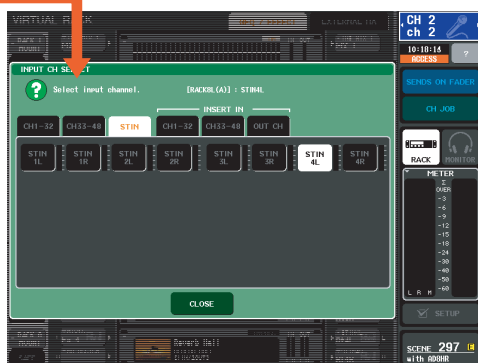 VIRTUAL RACK
EXTERNAL HA
CH 2
ch 2
10:18:16
ACCESS
?
INPUT CH SELECT
Select input channel.
[RACK8L(A)] : STIN4L
INSERT IN
CH1-32
CH33-48
STIN
CH1-32
CH33-48
OUT CH
STIN 1L
STIN 1R
STIN 2L
STIN 2R
STIN 3L
STIN 3R
STIN 4L
STIN 4R
CLOSE
SENDS ON FADER
CH JOB
RACK
MONITOR
METER
Σ
OVER
-3
-6
-9
-12
-15
-18
-24
-30
-40
-50
-60
L R M
SETUP
Reverb Hall
SCENE 297 E
with AD8HR